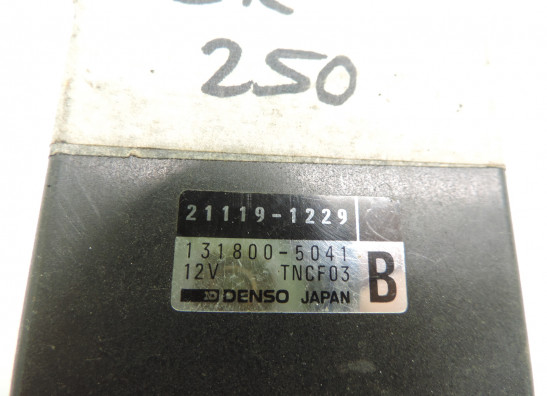 250
21119-1229
131800-5041
12V TNCF03 B
DENSO JAPAN